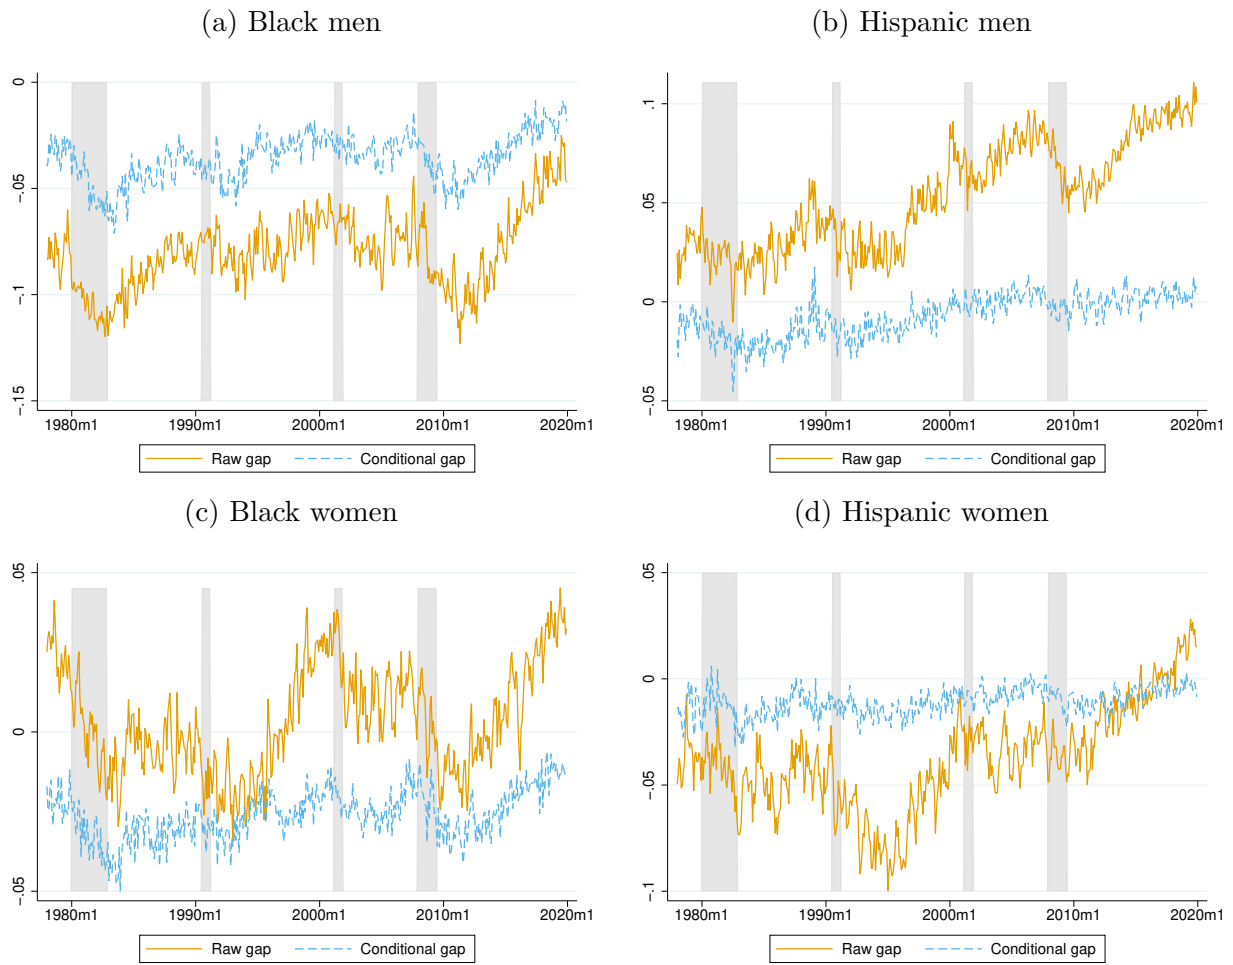 (a) Black men
(b) Hispanic men
0
-.05
-.1
-.15
1980m1 1990m1 2000m1 2010m1 2020m1
Raw gap Conditional gap
.1
.05
0
-.05
1980m1 1990m1 2000m1 2010m1 2020m1
Raw gap Conditional gap
(c) Black women
(d) Hispanic women
.05
0
-.05
1980m1 1990m1 2000m1 2010m1 2020m1
Raw gap Conditional gap
.05
0
-.05
-.1
1980m1 1990m1 2000m1 2010m1 2020m1
Raw gap Conditional gap